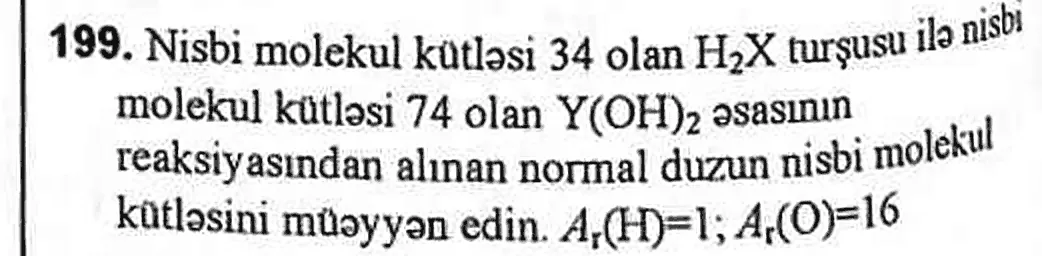 199. Nisbi molekul kütləsi 34 olan H₂X turşusu ilə nisbi
molekul kütləsi 74 olan Y(OH)₂ əsasının
reaksiyasından alınan normal duzun nisbi molekul
kütləsini müəyyən edin. Aᵣ(H)=1; Aᵣ(O)=16